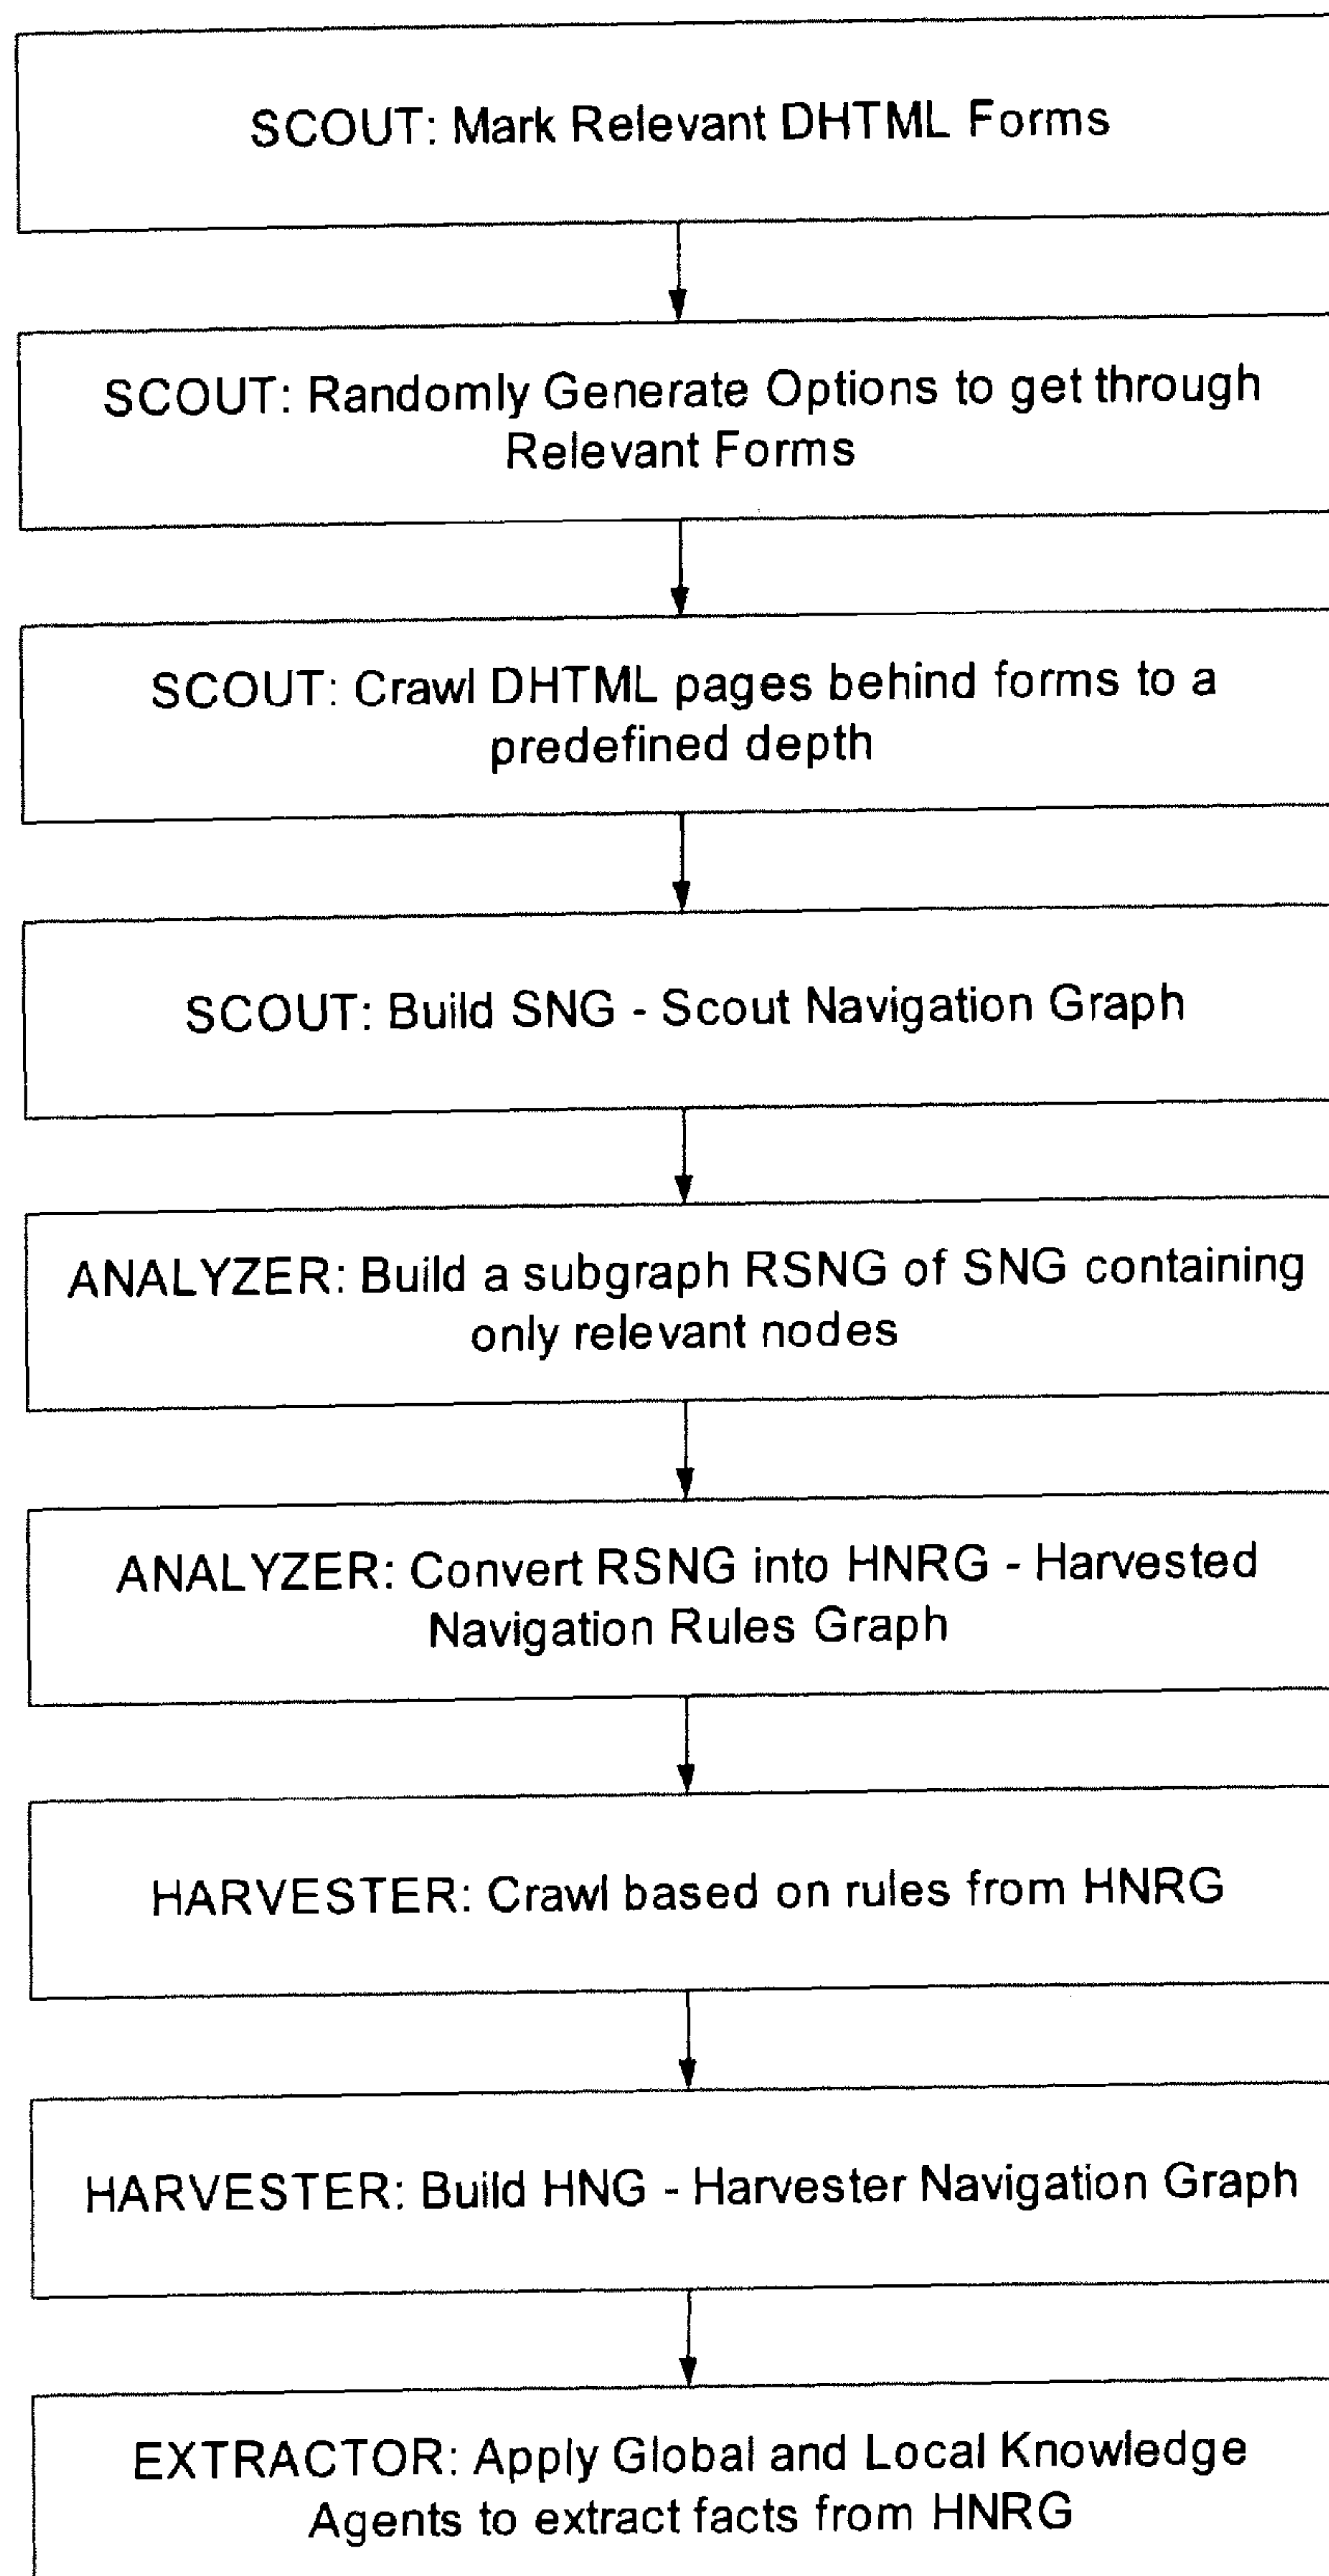 SCOUT: Mark Relevant DHTML Forms
SCOUT: Randomly Generate Options to get through
Relevant Forms
SCOUT: Crawl DHTML pages behind forms to a
predefined depth
SCOUT: Build SNG - Scout Navigation Graph
ANALYZER: Build a subgraph RSNG of SNG containing
only relevant nodes
ANALYZER: Convert RSNG into HNRG - Harvested
Navigation Rules Graph
HARVESTER: Crawl based on rules from HNRG
HARVESTER: Build HNG - Harvester Navigation Graph
EXTRACTOR: Apply Global and Local Knowledge
Agents to extract facts from HNRG